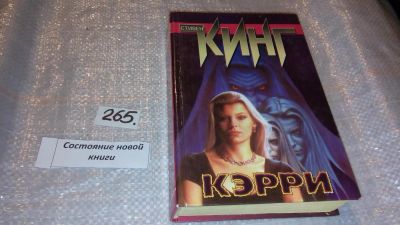 СТИВЕН
КИНГ
265.
Состояние новой
книги
КЭРРИ